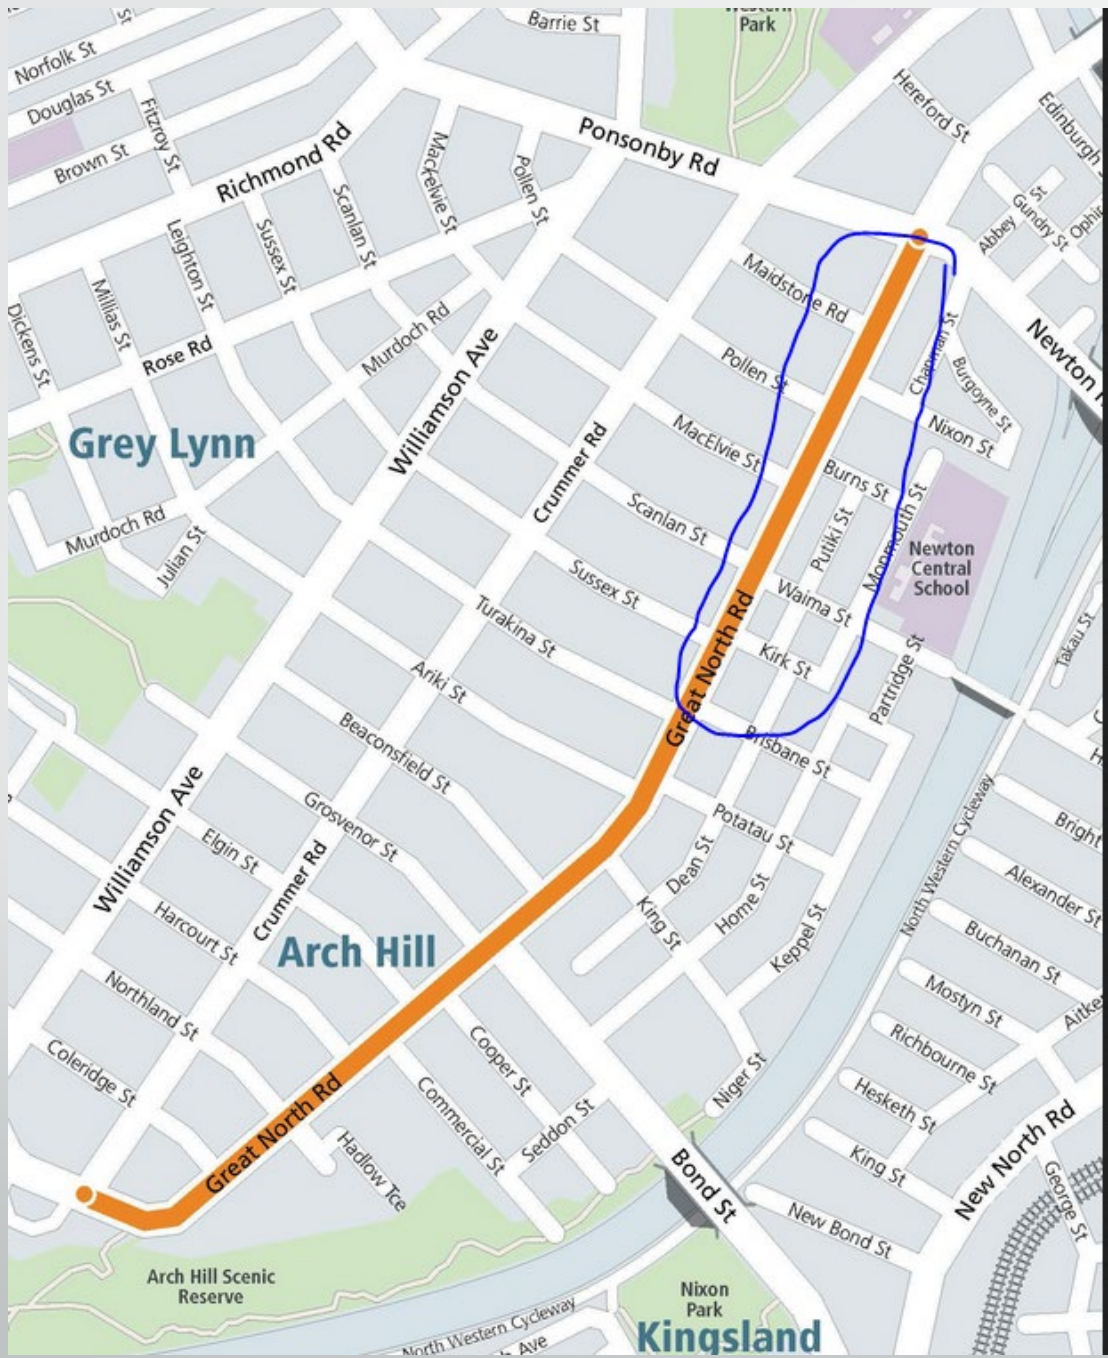 Western
Park
Barrie St
St
Norfolk St
Douglas St
Fitzroy St
Brown St
Richmond Rd
Mackelvie St
Pollen St
Ponsonby Rd
Hereford St
Edinburgh
Gundry St
Abbey St
Ophir
Scanlan St
Sussex St
Leighton St
Millias St
Dickens St
Rose Rd
Murdoch Rd
Williamson Ave
Grey Lynn
Crummer Rd
Maidstone Rd
Pollen St
MacElvie St
Scanlan St
Sussex St
Turakina St
Ariki St
Beaconsfield St
Grosvenor St
Elgin St
Harcourt St
Northland St
Coleridge St
Chapman St
Burgoyne St
Newton
Nixon St
Burns St
Putiki St
Monmouth St
Newton
Central
School
Waima St
Kirk St
Partridge St
Takau St
Great North Rd
Brisbane St
Potatau St
Dean St
Home St
King St
Keppel St
Niger St
North Western Cycleway
Bright
Alexander St
Buchanan St
Mostyn St
Richbourne St
Hesketh St
King St
Murdoch Rd
Julian St
Williamson Ave
Crummer Rd
Arch Hill
Great North Rd
Hadlow Tce
Commercial St
Cooper St
Seddon St
Bond St
New Bond St
New North Rd
George St
Arch Hill Scenic
Reserve
Nixon
Park
North Western Cycleway
Ave
Kingsland